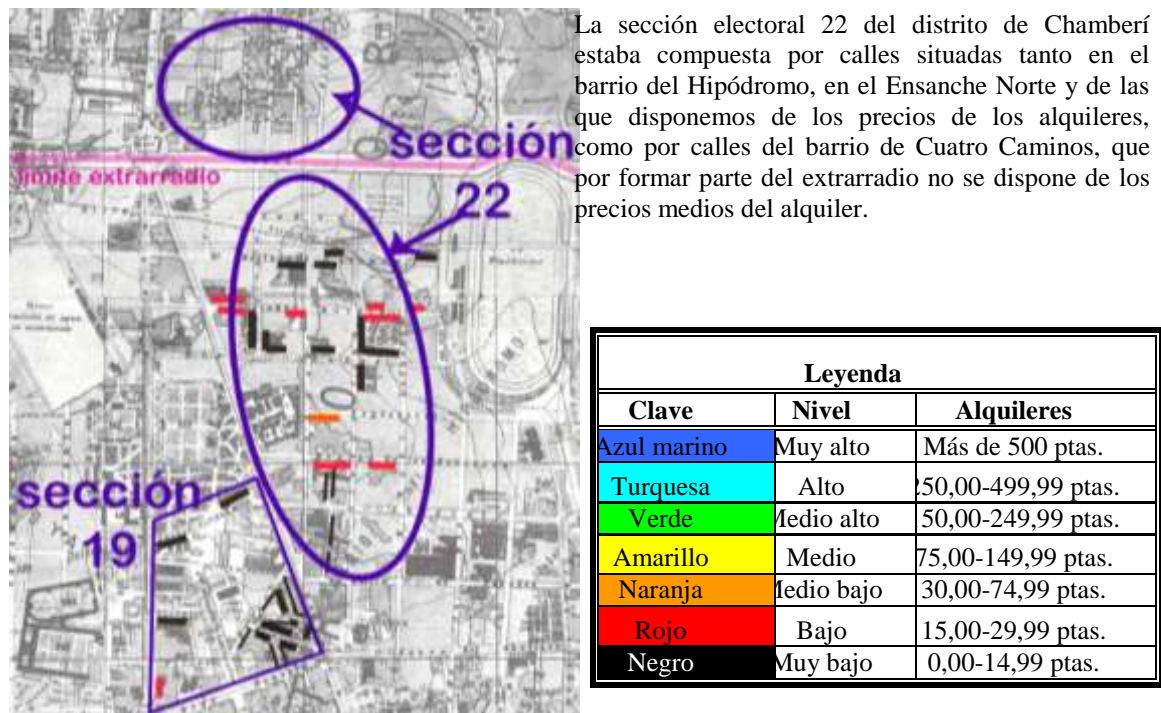 La sección electoral 22 del distrito de Chamberí
estaba compuesta por calles situadas tanto en el
barrio del Hipódromo, en el Ensanche Norte y de las
que disponemos de los precios de los alquileres,
como por calles del barrio de Cuatro Caminos, que
por formar parte del extrarradio no se dispone de los
precios medios del alquiler.
sección
límite extrarradio
22
sección
19
Leyenda
Clave Nivel Alquileres
Azul marino Muy alto Más de 500 ptas.
Turquesa Alto 250,00-499,99 ptas.
Verde Medio alto 50,00-249,99 ptas.
Amarillo Medio 75,00-149,99 ptas.
Naranja Medio bajo 30,00-74,99 ptas.
Rojo Bajo 15,00-29,99 ptas.
Negro Muy bajo 0,00-14,99 ptas.